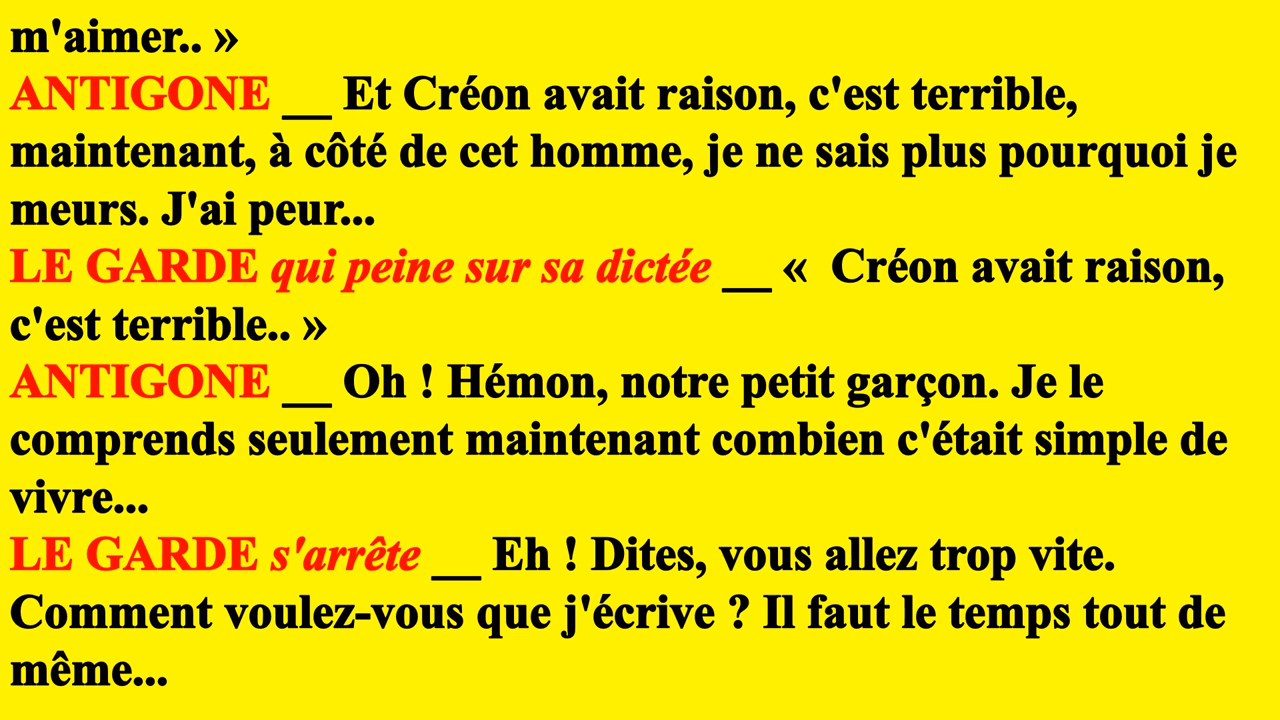 m'aimer.. »
ANTIGONE __ Et Créon avait raison, c'est terrible,
maintenant, à côté de cet homme, je ne sais plus pourquoi je
meurs. J'ai peur...
LE GARDE qui peine sur sa dictée __ «  Créon avait raison,
c'est terrible.. »
ANTIGONE __ Oh ! Hémon, notre petit garçon. Je le
comprends seulement maintenant combien c'était simple de
vivre...
LE GARDE s'arrête __ Eh ! Dites, vous allez trop vite.
Comment voulez-vous que j'écrive ? Il faut le temps tout de
même...